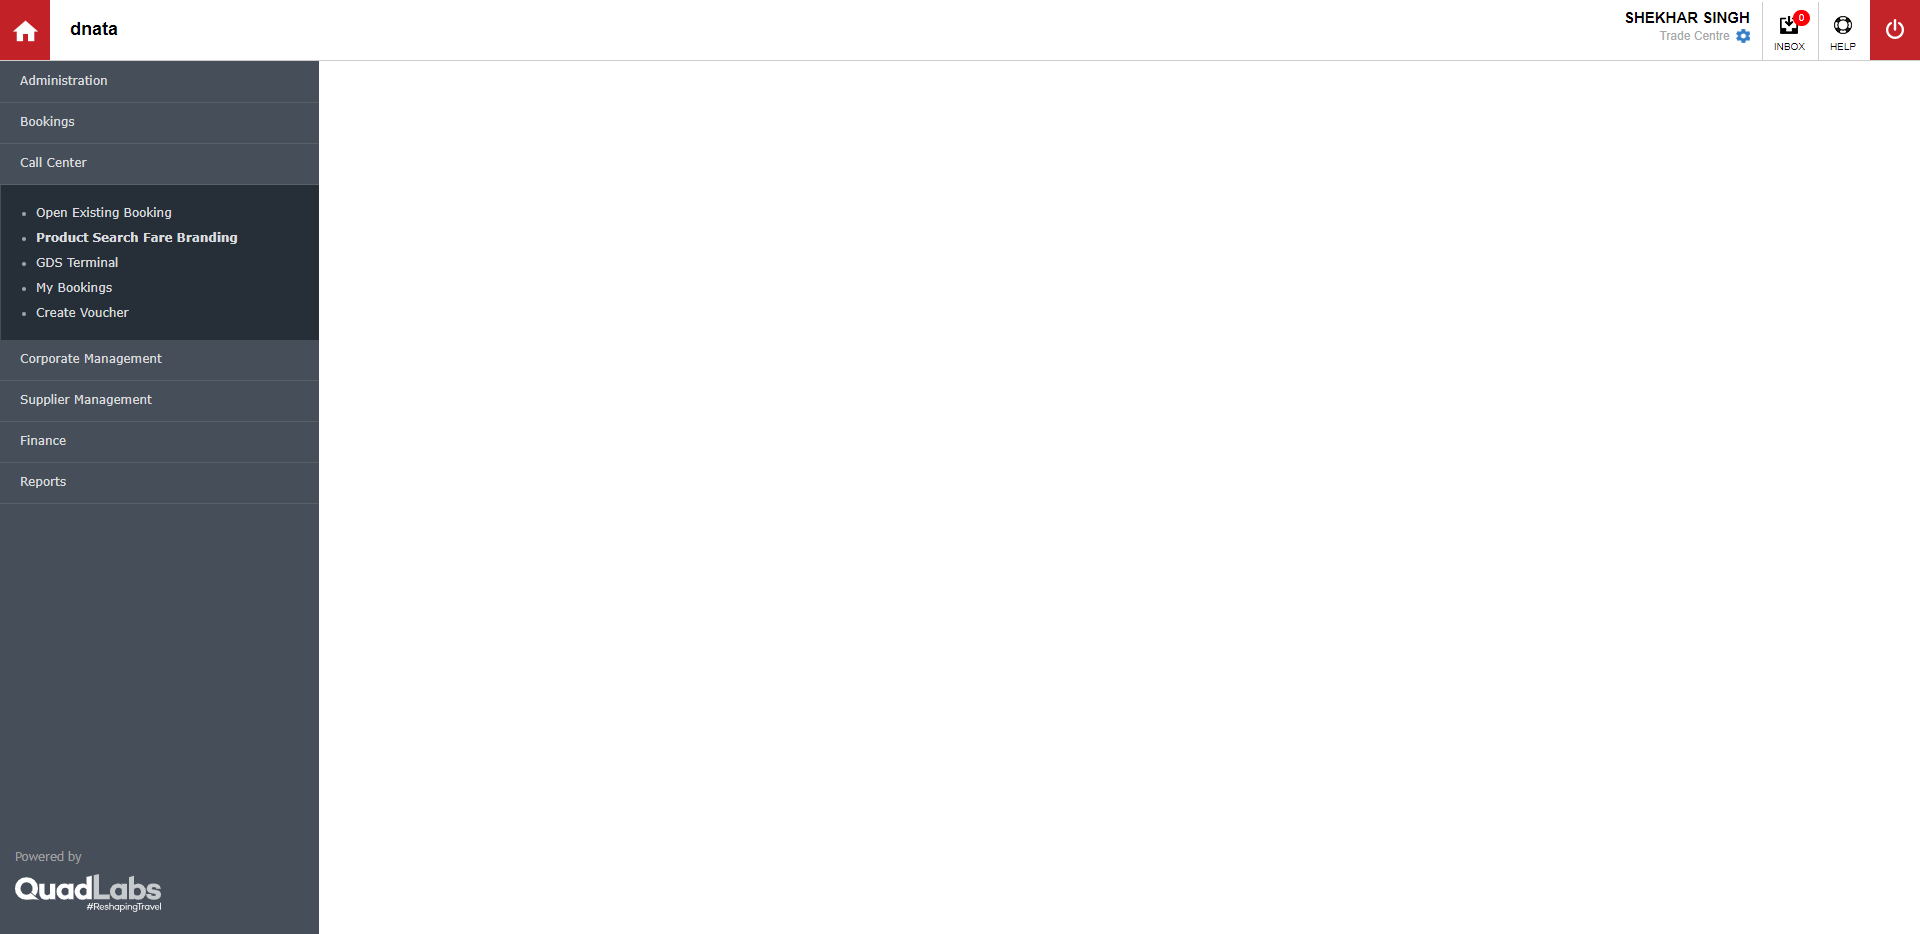 dnata
SHEKHAR SINGH
Trade Centre
0
INBOX
HELP
Administration
Bookings
Call Center
Open Existing Booking
Product Search Fare Branding
GDS Terminal
My Bookings
Create Voucher
Corporate Management
Supplier Management
Finance
Reports
Powered by
QuadLabs
#ReshapingTravel